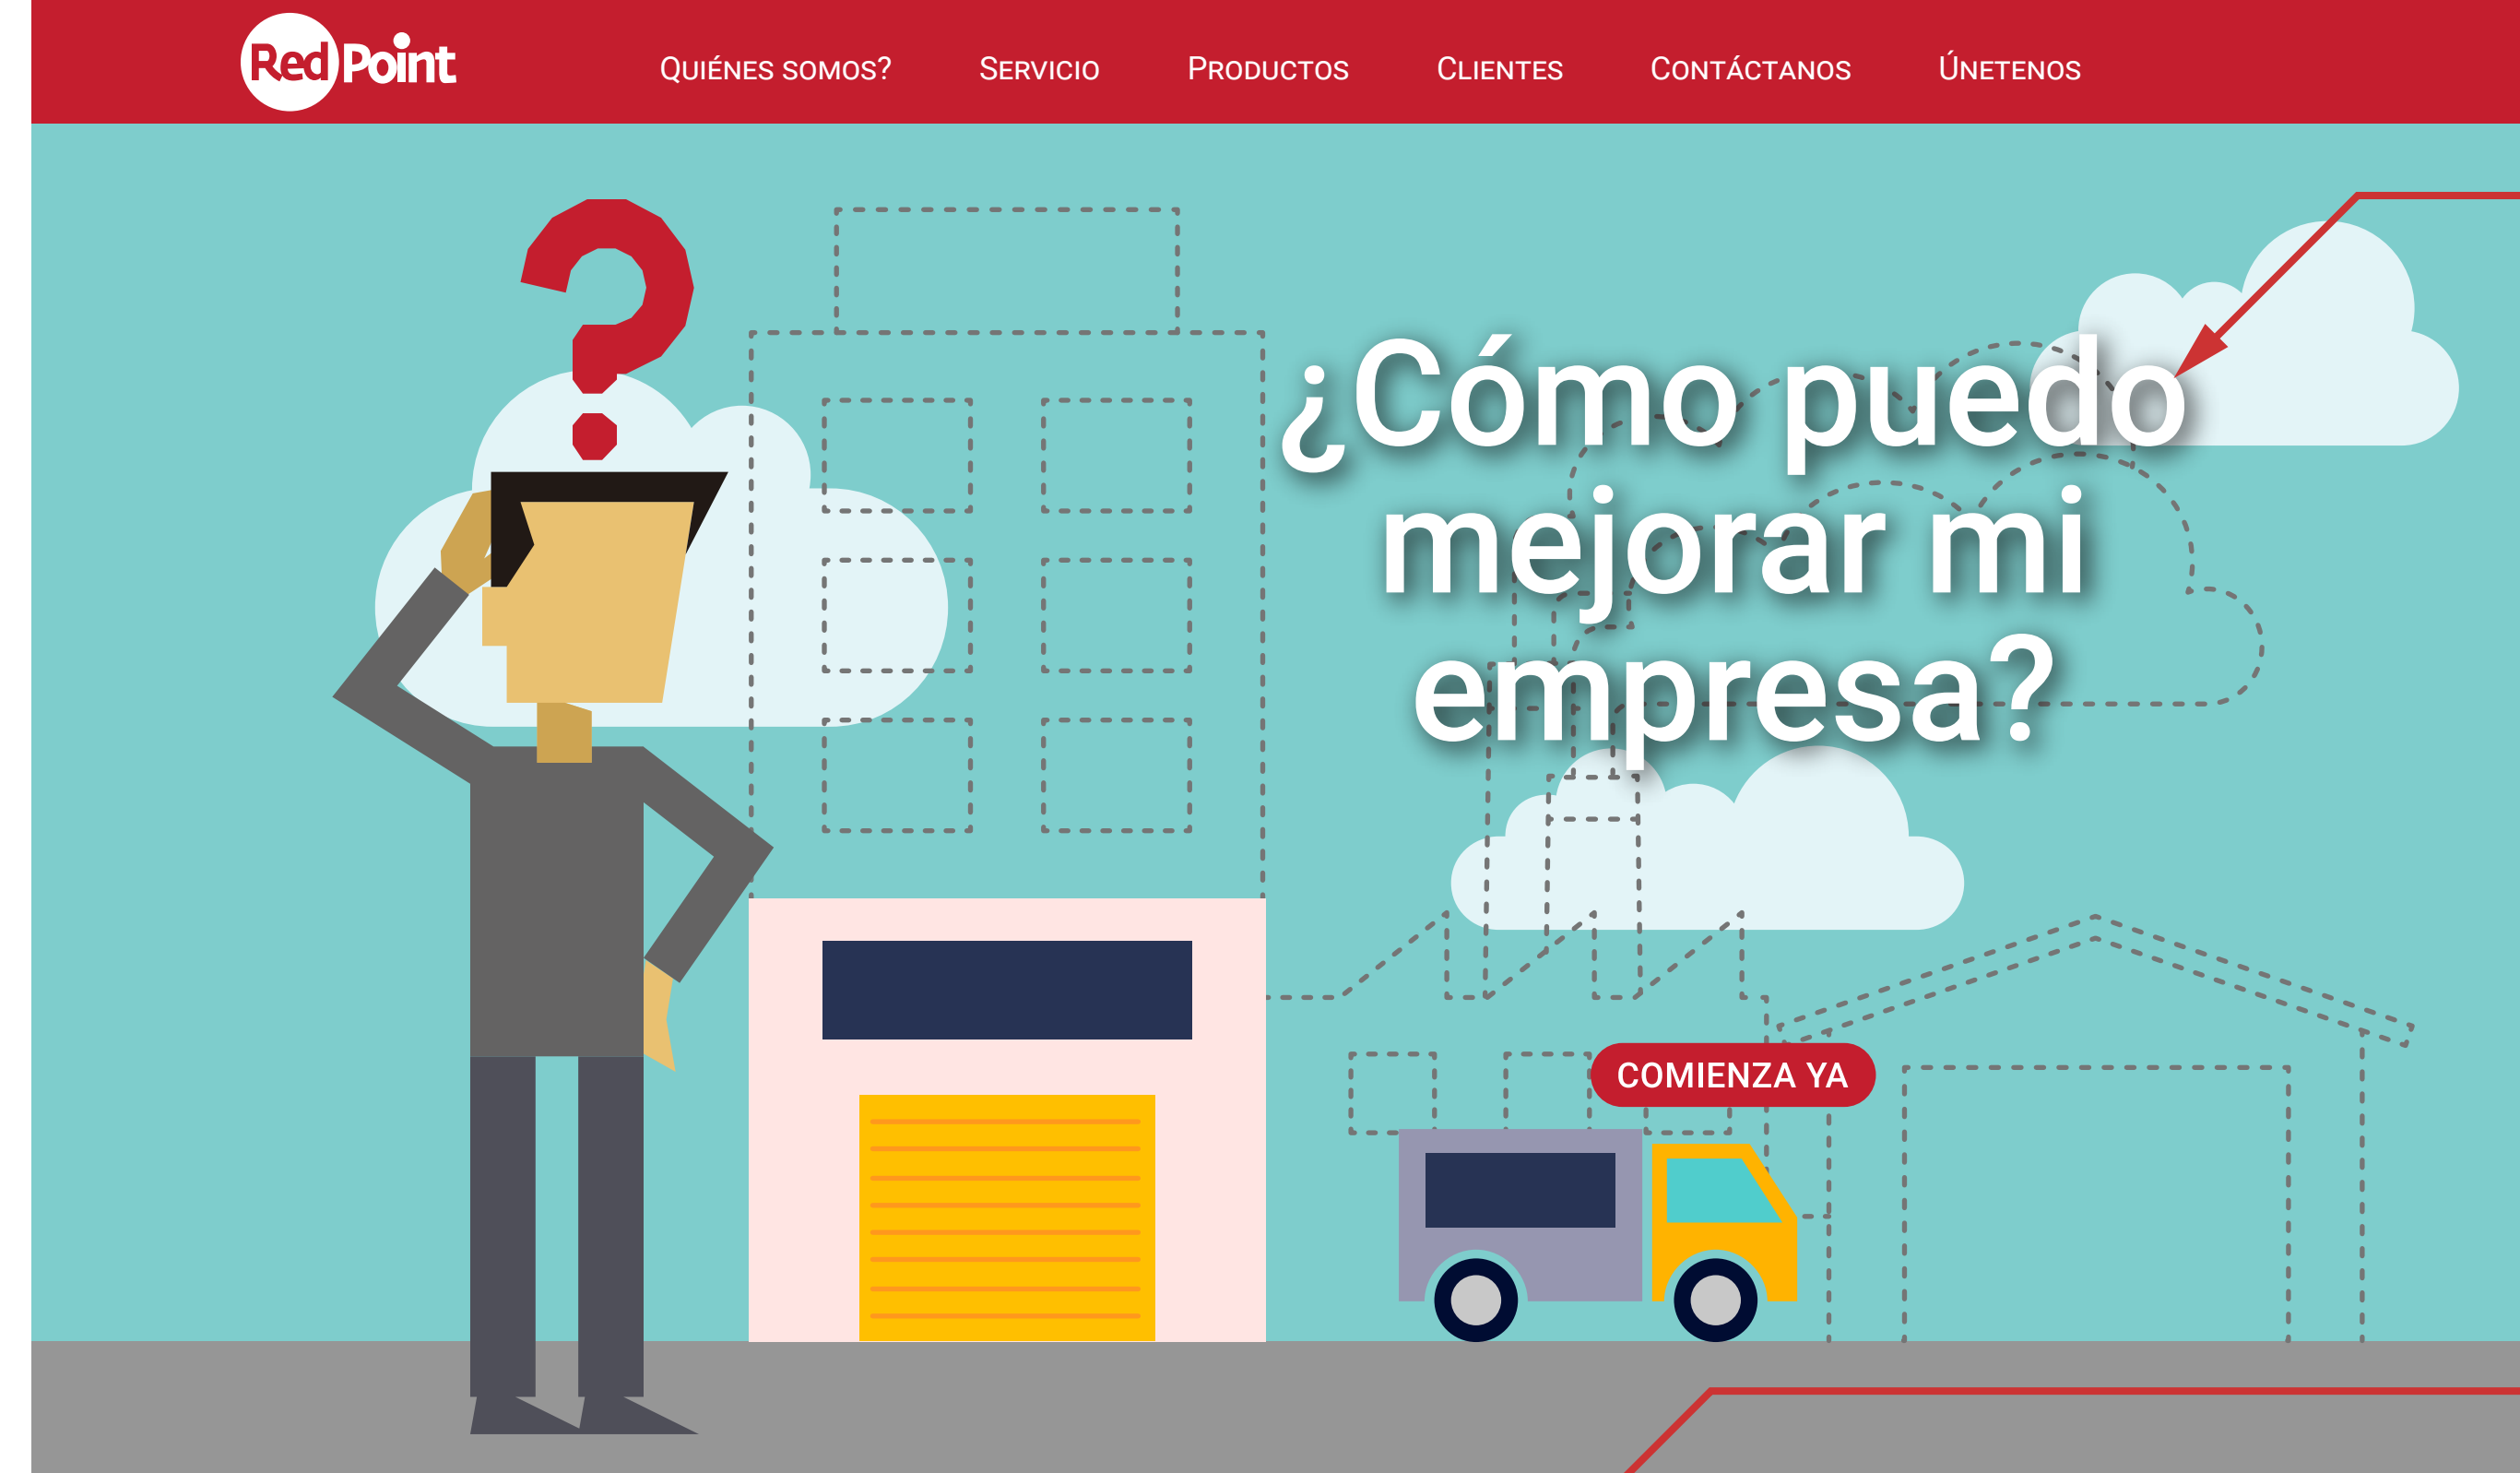 RedPoint
Quiénes somos?
Servicio
Productos
Clientes
Contáctanos
Únetenos
?
¿Cómo puedo
mejorar mi
empresa?
COMIENZA YA